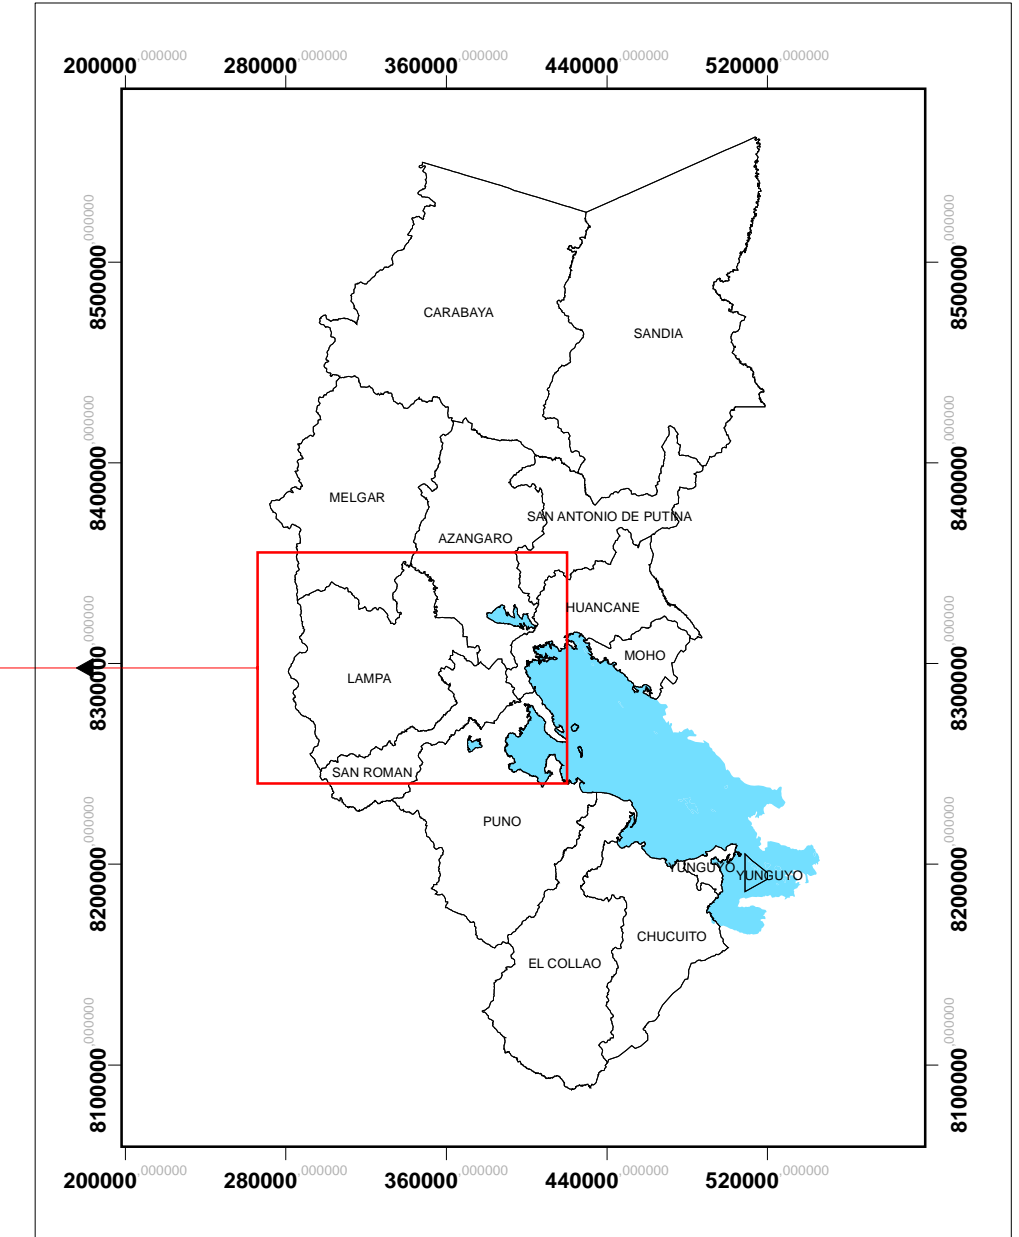 200000,000000 280000,000000 360000,000000 440000,000000 520000,000000
8500000,000000
8500000,000000
CARABAYA
SANDIA
8400000,000000
8400000,000000
MELGAR
SAN ANTONIO DE PUTINA
AZANGARO
HUANCANE
8300000,000000
8300000,000000
MOHO
LAMPA
SAN ROMAN
PUNO
8200000,000000
8200000,000000
YUNGUYO
YUNGUYO
CHUCUITO
EL COLLAO
8100000,000000
8100000,000000
200000,000000 280000,000000 360000,000000 440000,000000 520000,000000